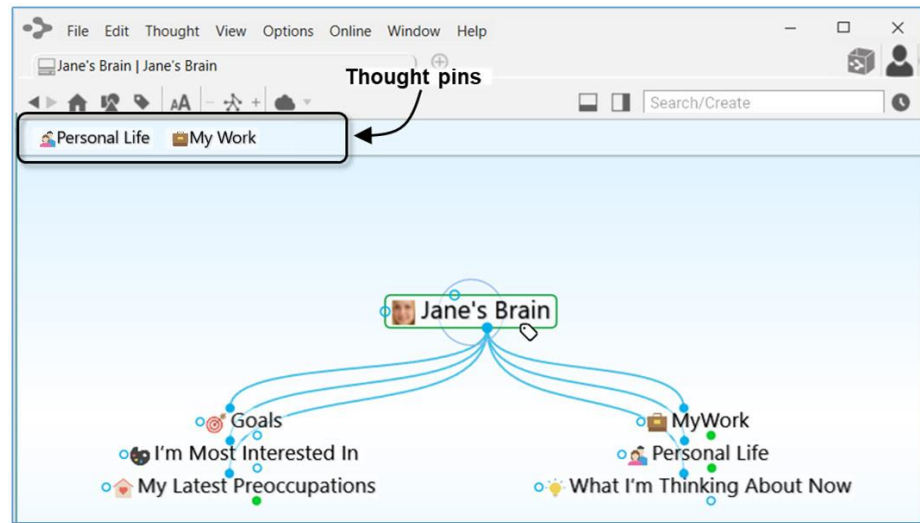 File Edit Thought View Options Online Window Help
Jane's Brain | Jane's Brain
Thought pins
AA
Search/Create
Personal Life My Work
Jane's Brain
Goals
MyWork
I'm Most Interested In
Personal Life
My Latest Preoccupations
What I'm Thinking About Now